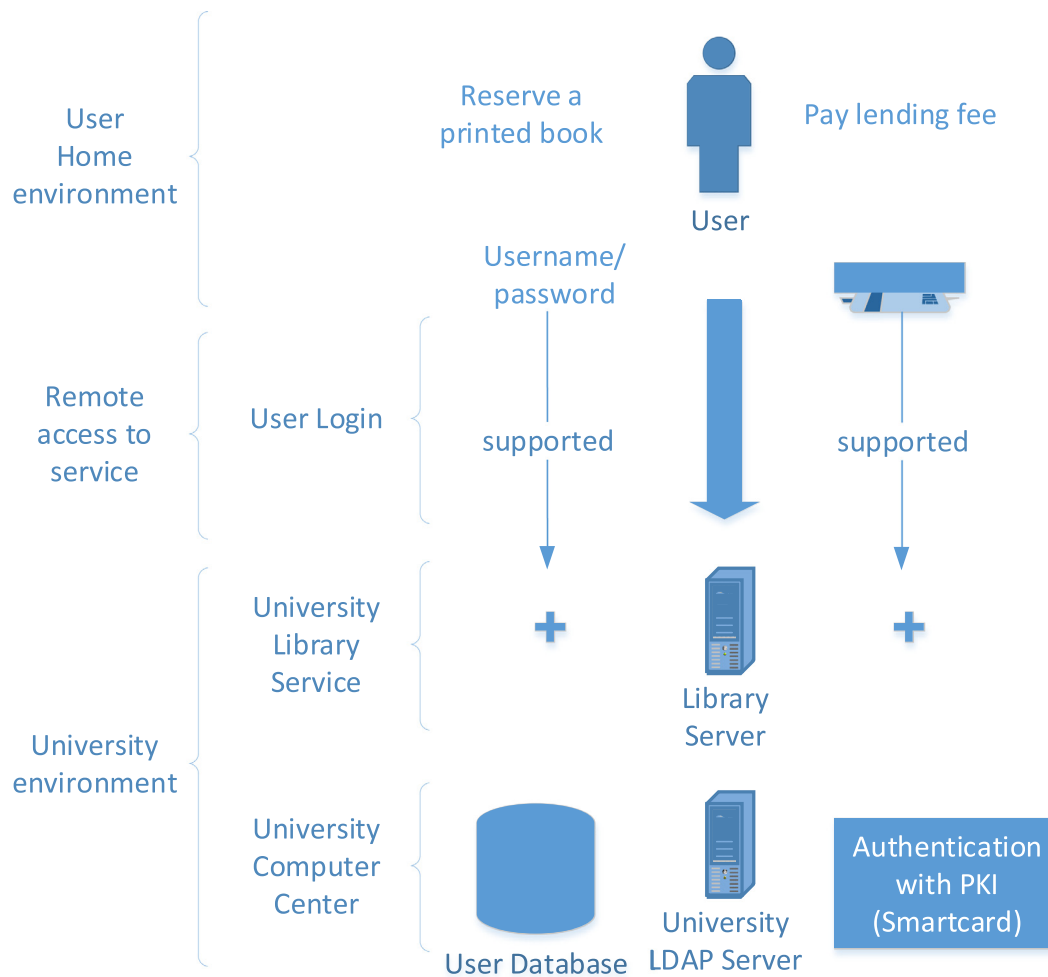 User
Home
environment
Reserve a
printed book
Pay lending fee
User
Username/
password
Remote
access to
service
User Login
supported
supported
University
environment
University
Library
Service
Library
Server
University
Computer
Center
User Database
University
LDAP Server
Authentication
with PKI
(Smartcard)